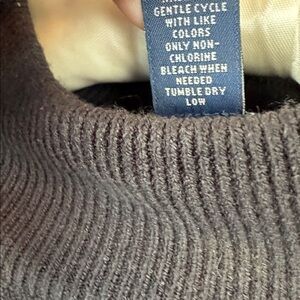 GENTLE CYCLE
WITH LIKE
COLORS
ONLY NON-
CHLORINE
BLEACH WHEN
NEEDED
TUMBLE DRY
LOW